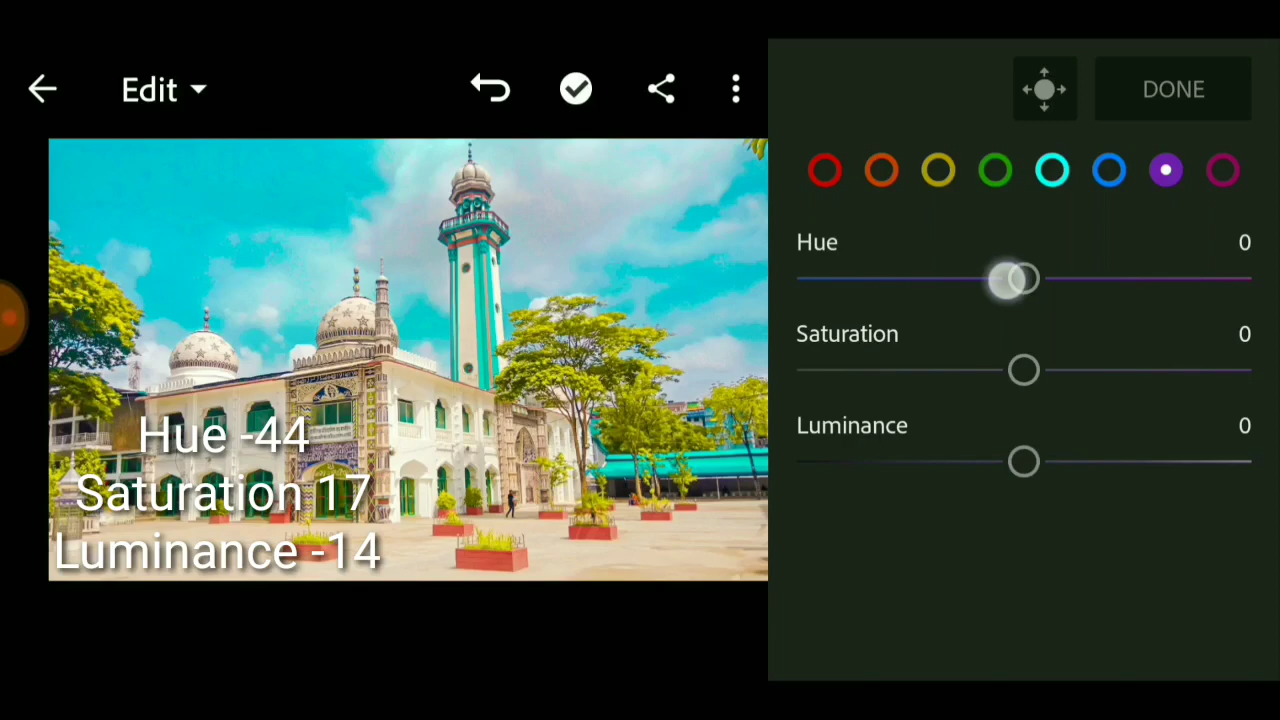 Edit
DONE
Hue 0
Saturation 0
Luminance 0
Hue -44
Saturation 17
Luminance -14